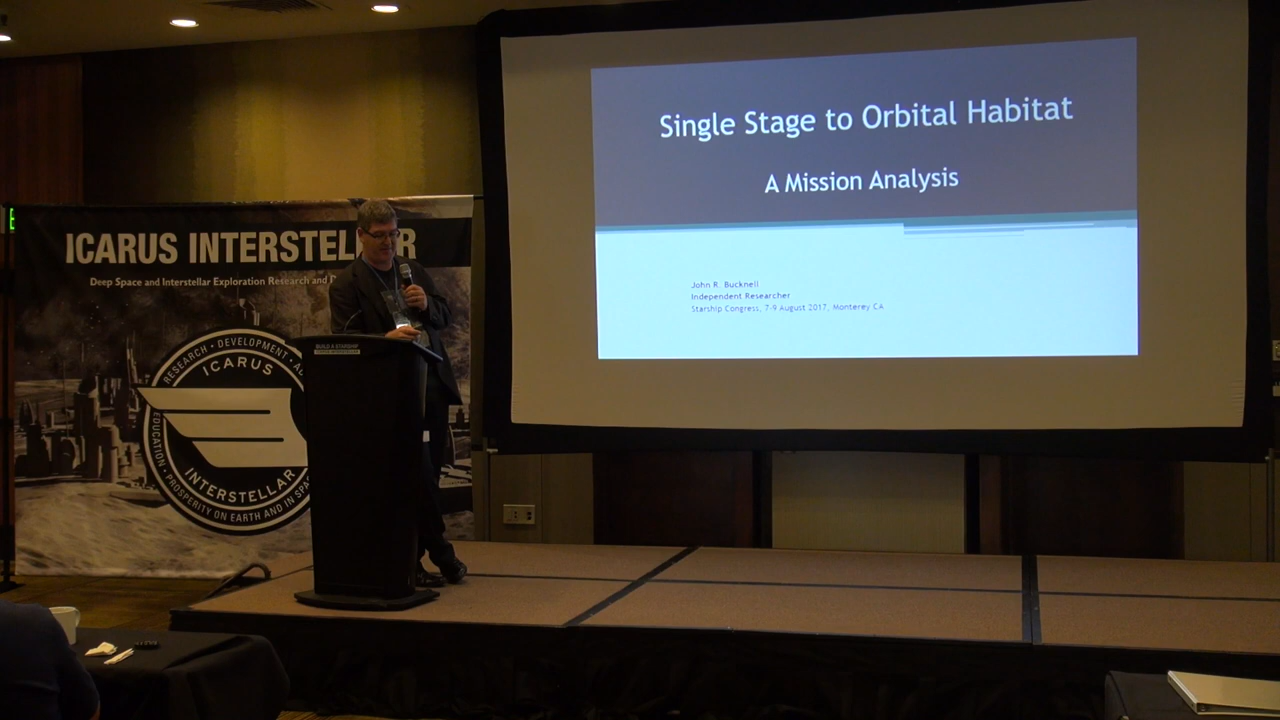 Single Stage to Orbital Habitat
A Mission Analysis
John R. Bucknell
Independent Researcher
Starship Congress, 7-9 August 2017, Monterey CA
ICARUS INTERSTELLAR
Deep Space and Interstellar Exploration Research and
RESEARCH • DEVELOPMENT •
ICARUS
INTERSTELLAR
EDUCATION • PROSPERITY ON EARTH AND IN SPA
BUILD A STARSHIP
E